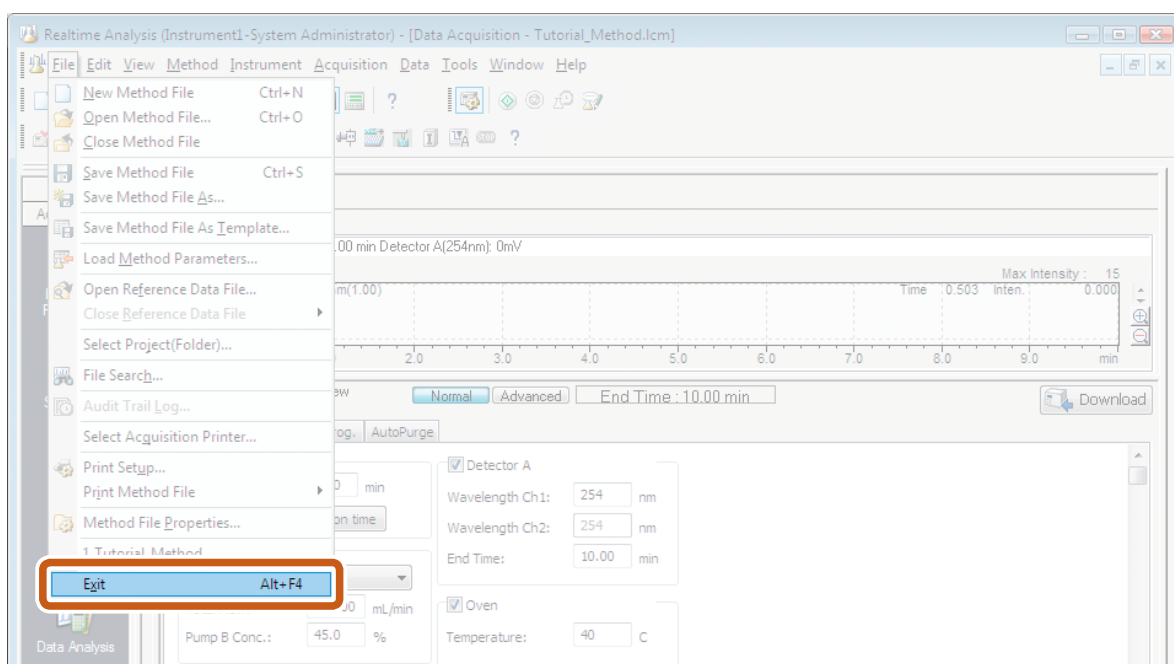 Realtime Analysis (Instrument1-System Administrator) - [Data Acquisition - Tutorial_Method.lcm]
File Edit View Method Instrument Acquisition Data Tools Window Help
New Method File Ctrl+N
Open Method File... Ctrl+O
Close Method File
Save Method File Ctrl+S
Save Method File As...
Save Method File As Template...
Load Method Parameters...
Open Reference Data File...
Close Reference Data File
Select Project(Folder)...
File Search...
Audit Trail Log...
Select Acquisition Printer...
Print Setup...
Print Method File
Method File Properties...
1 Tutorial_Method
Exit Alt+F4
.00 min Detector A(254nm): 0mV
Max Intensity : 15
m(1.00) Time 0.503 Inten. 0.000
2.0 3.0 4.0 5.0 6.0 7.0 8.0 9.0 min
Normal Advanced End Time : 10.00 min Download
og. AutoPurge
min
on time
Detector A
Wavelength Ch1: 254 nm
Wavelength Ch2: 254 nm
End Time: 10.00 min
mL/min
Pump B Conc.: 45.0 %
Oven
Temperature: 40 C
Data Analysis